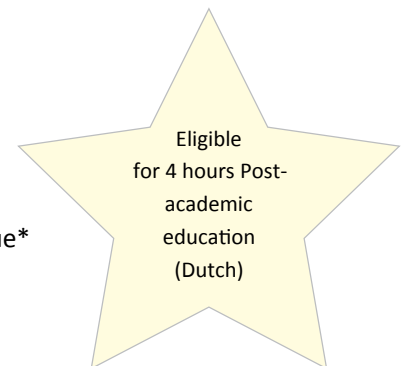 Eligible
for 4 hours Post-
academic
education
(Dutch)